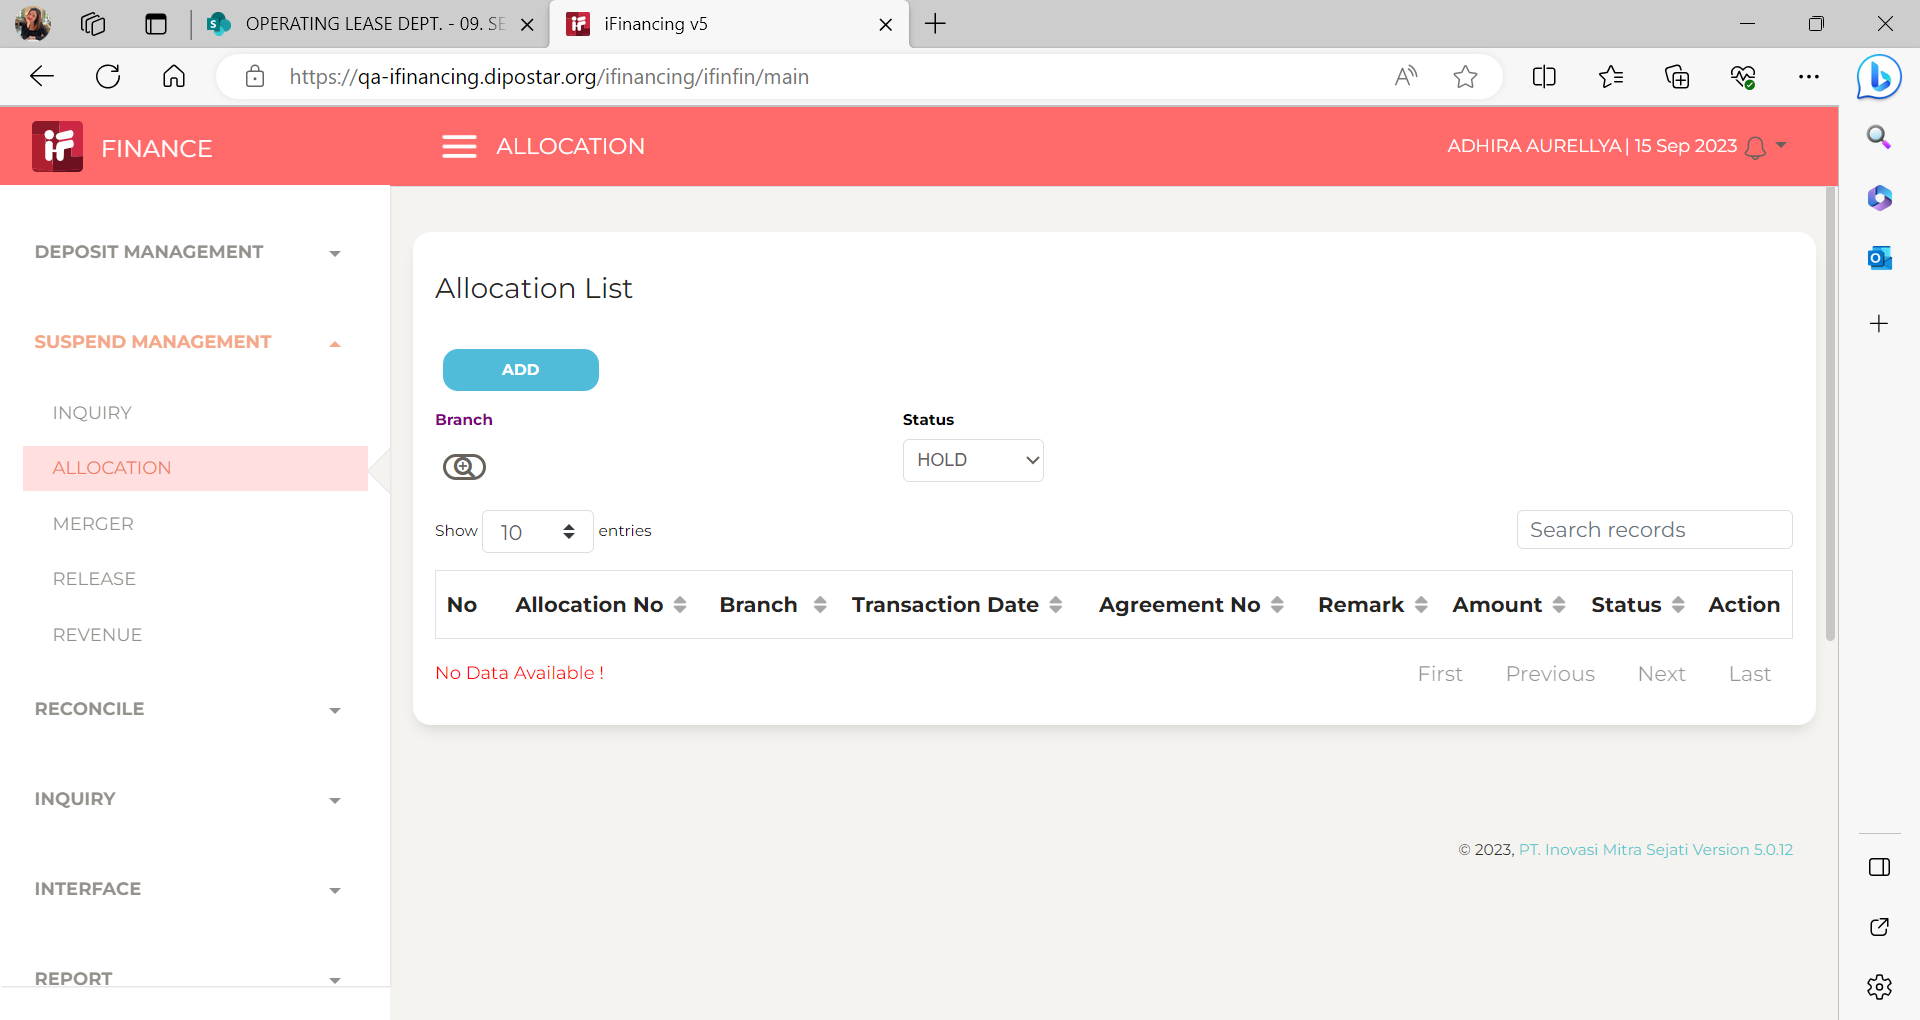 OPERATING LEASE DEPT. - 09. SE
iFinancing v5
https://qa-ifinancing.dipostar.org/ifinancing/ifinfin/main
iF FINANCE
ALLOCATION
ADHIRA AURELLYA | 15 Sep 2023
DEPOSIT MANAGEMENT
SUSPEND MANAGEMENT
INQUIRY
ALLOCATION
MERGER
RELEASE
REVENUE
RECONCILE
INQUIRY
INTERFACE
REPORT
Allocation List
ADD
Branch
Status
HOLD
Show 10 entries
Search records
No Allocation No Branch Transaction Date Agreement No Remark Amount Status Action
No Data Available !
First Previous Next Last
© 2023, PT. Inovasi Mitra Sejati Version 5.0.12